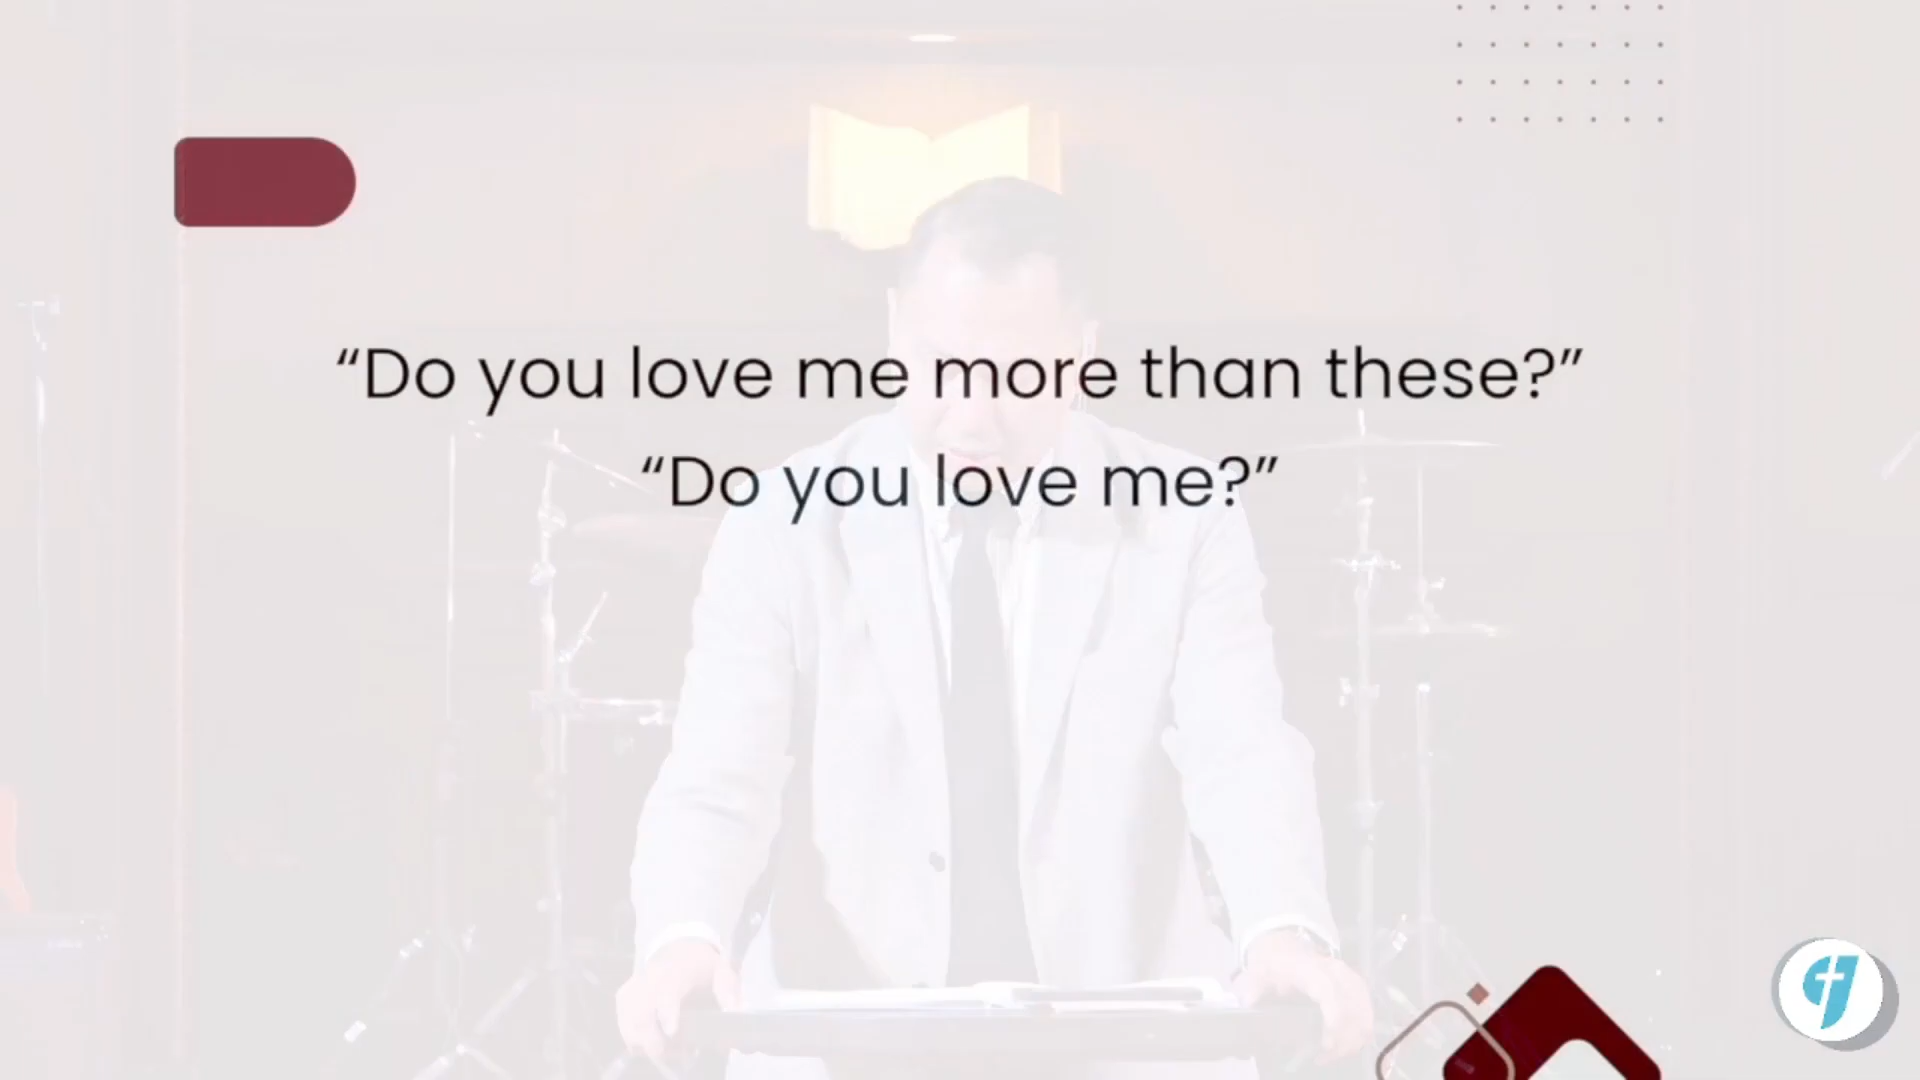 “Do you love me more than these?”
“Do you love me?”